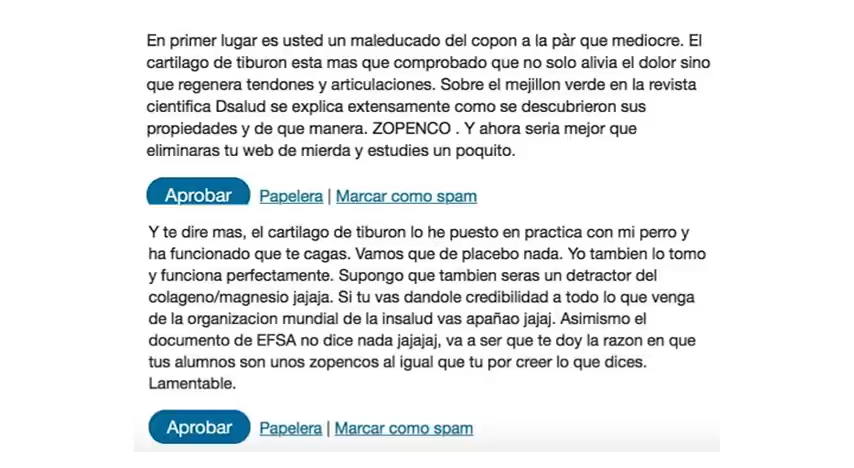 En primer lugar es usted un maleducado del copon a la pàr que mediocre. El
cartilago de tiburon esta mas que comprobado que no solo alivia el dolor sino
que regenera tendones y articulaciones. Sobre el mejillon verde en la revista
cientifica Dsalud se explica extensamente como se descubrieron sus
propiedades y de que manera. ZOPENCO . Y ahora seria mejor que
eliminaras tu web de mierda y estudies un poquito.
Aprobar Papelera | Marcar como spam
Y te dire mas, el cartilago de tiburon lo he puesto en practica con mi perro y
ha funcionado que te cagas. Vamos que de placebo nada. Yo tambien lo tomo
y funciona perfectamente. Supongo que tambien seras un detractor del
colageno/magnesio jajaja. Si tu vas dandole credibilidad a todo lo que venga
de la organizacion mundial de la insalud vas apañao jajaj. Asimismo el
documento de EFSA no dice nada jajajaj, va a ser que te doy la razon en que
tus alumnos son unos zopencos al igual que tu por creer lo que dices.
Lamentable.
Aprobar Papelera | Marcar como spam